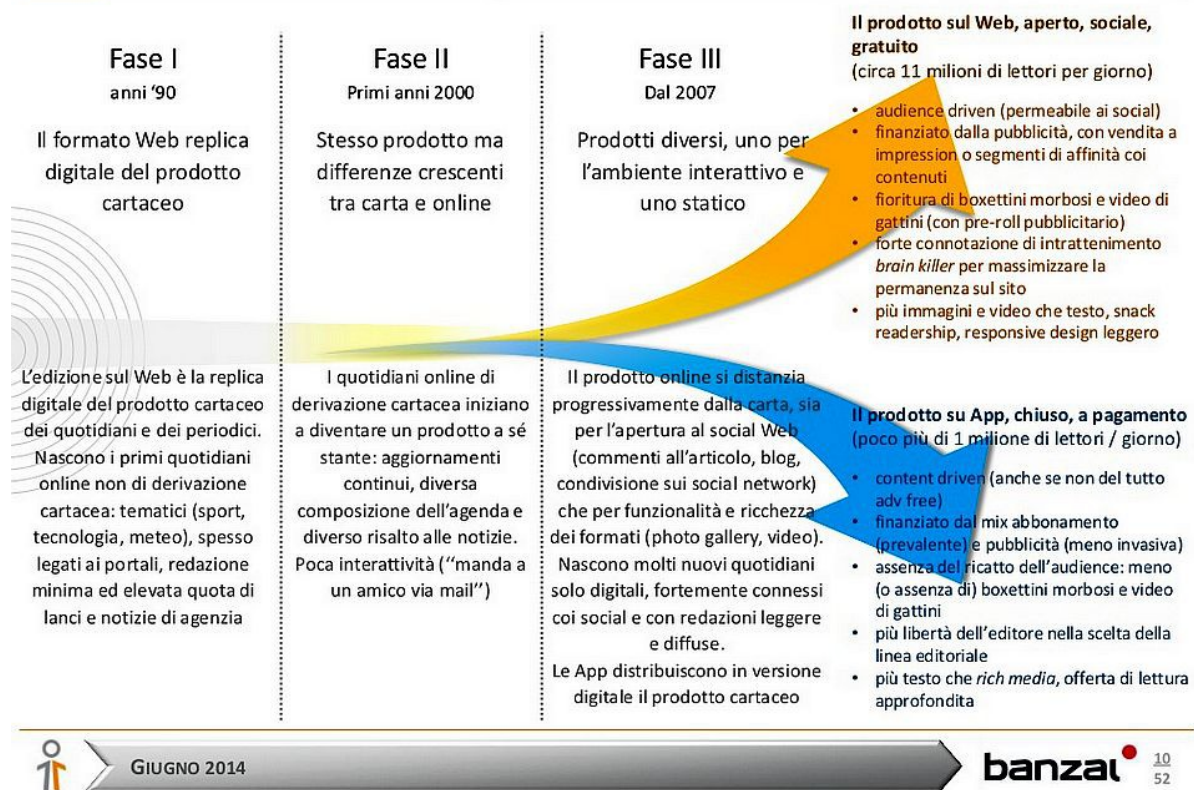 Fase I
anni ‘90
Il formato Web replica
digitale del prodotto
cartaceo
L’edizione sul Web è la replica
digitale del prodotto cartaceo
dei quotidiani e dei periodici.
Nascono i primi quotidiani
online non di derivazione
cartacea: tematici (sport,
tecnologia, meteo), spesso
legati ai portali, redazione
minima ed elevata quota di
lanci e notizie di agenzia
Fase II
Primi anni 2000
Stesso prodotto ma
differenze crescenti
tra carta e online
I quotidiani online di
derivazione cartacea iniziano
a diventare un prodotto a sé
stante: aggiornamenti
continui, diversa
composizione dell’agenda e
diverso risalto alle notizie.
Poca interattività (‘‘manda a
un amico via mail’’)
Fase III
Dal 2007
Prodotti diversi, uno per
l’ambiente interattivo e
uno statico
Il prodotto online si distanzia
progressivamente dalla carta, sia
per l’apertura al social Web
(commenti all’articolo, blog,
condivisione sui social network)
che per funzionalità e ricchezza
dei formati (photo gallery, video).
Nascono molti nuovi quotidiani
solo digitali, fortemente connessi
coi social e con redazioni leggere
e diffuse.
Le App distribuiscono in versione
digitale il prodotto cartaceo
Il prodotto sul Web, aperto, sociale,
gratuito
(circa 11 milioni di lettori per giorno)
• audience driven (permeabile ai social)
• finanziato dalla pubblicità, con vendita a
impression o segmenti di affinità coi
contenuti
• fioritura di boxettini morbosi e video di
gattini (con pre-roll pubblicitario)
• forte connotazione di intrattenimento
brain killer per massimizzare la
permanenza sul sito
• più immagini e video che testo, snack
readership, responsive design leggero
Il prodotto su App, chiuso, a pagamento
(poco più di 1 milione di lettori / giorno)
• content driven (anche se non del tutto
adv free)
• finanziato dal mix abbonamento
(prevalente) e pubblicità (meno invasiva)
• assenza del ricatto dell’audience: meno
(o assenza di) boxettini morbosi e video
di gattini
• più libertà dell’editore nella scelta della
linea editoriale
• più testo che rich media, offerta di lettura
approfondita
GIUGNO 2014
banzai
10
52